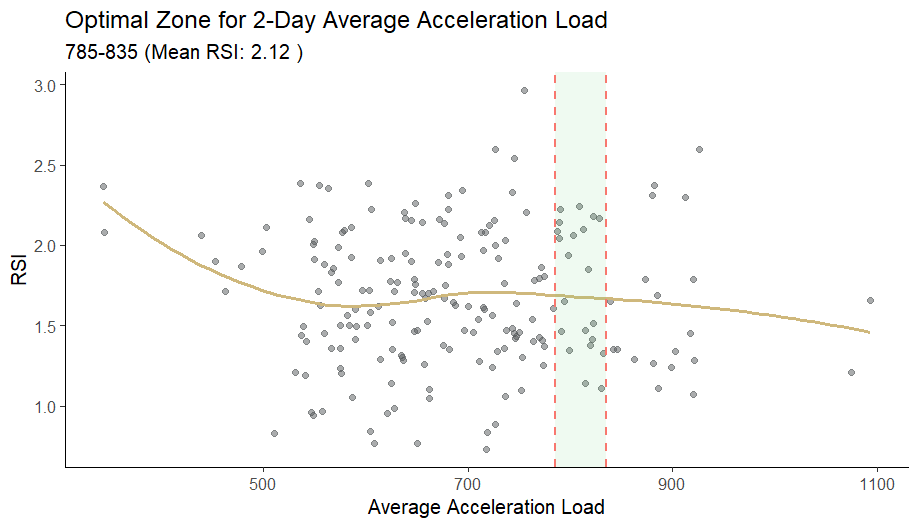 Optimal Zone for 2-Day Average Acceleration Load
785-835 (Mean RSI: 2.12 )
3.0
2.5
2.0
1.5
1.0
RSI
500 700 900 1100
Average Acceleration Load